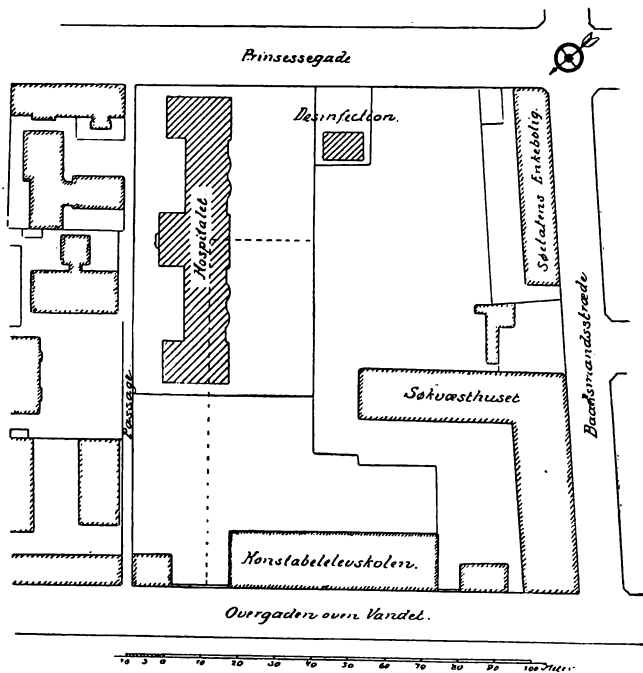 Prinsessegade
Desinfection.
Hospitalet
Søetatens Enkebolig.
Baadsmandsstræde
Passage
Søkvæsthuset
Konstabelelevskolen.
Overgaden oven Vandet.
10 5 0 10 20 30 40 50 60 70 80 90 100 Meter